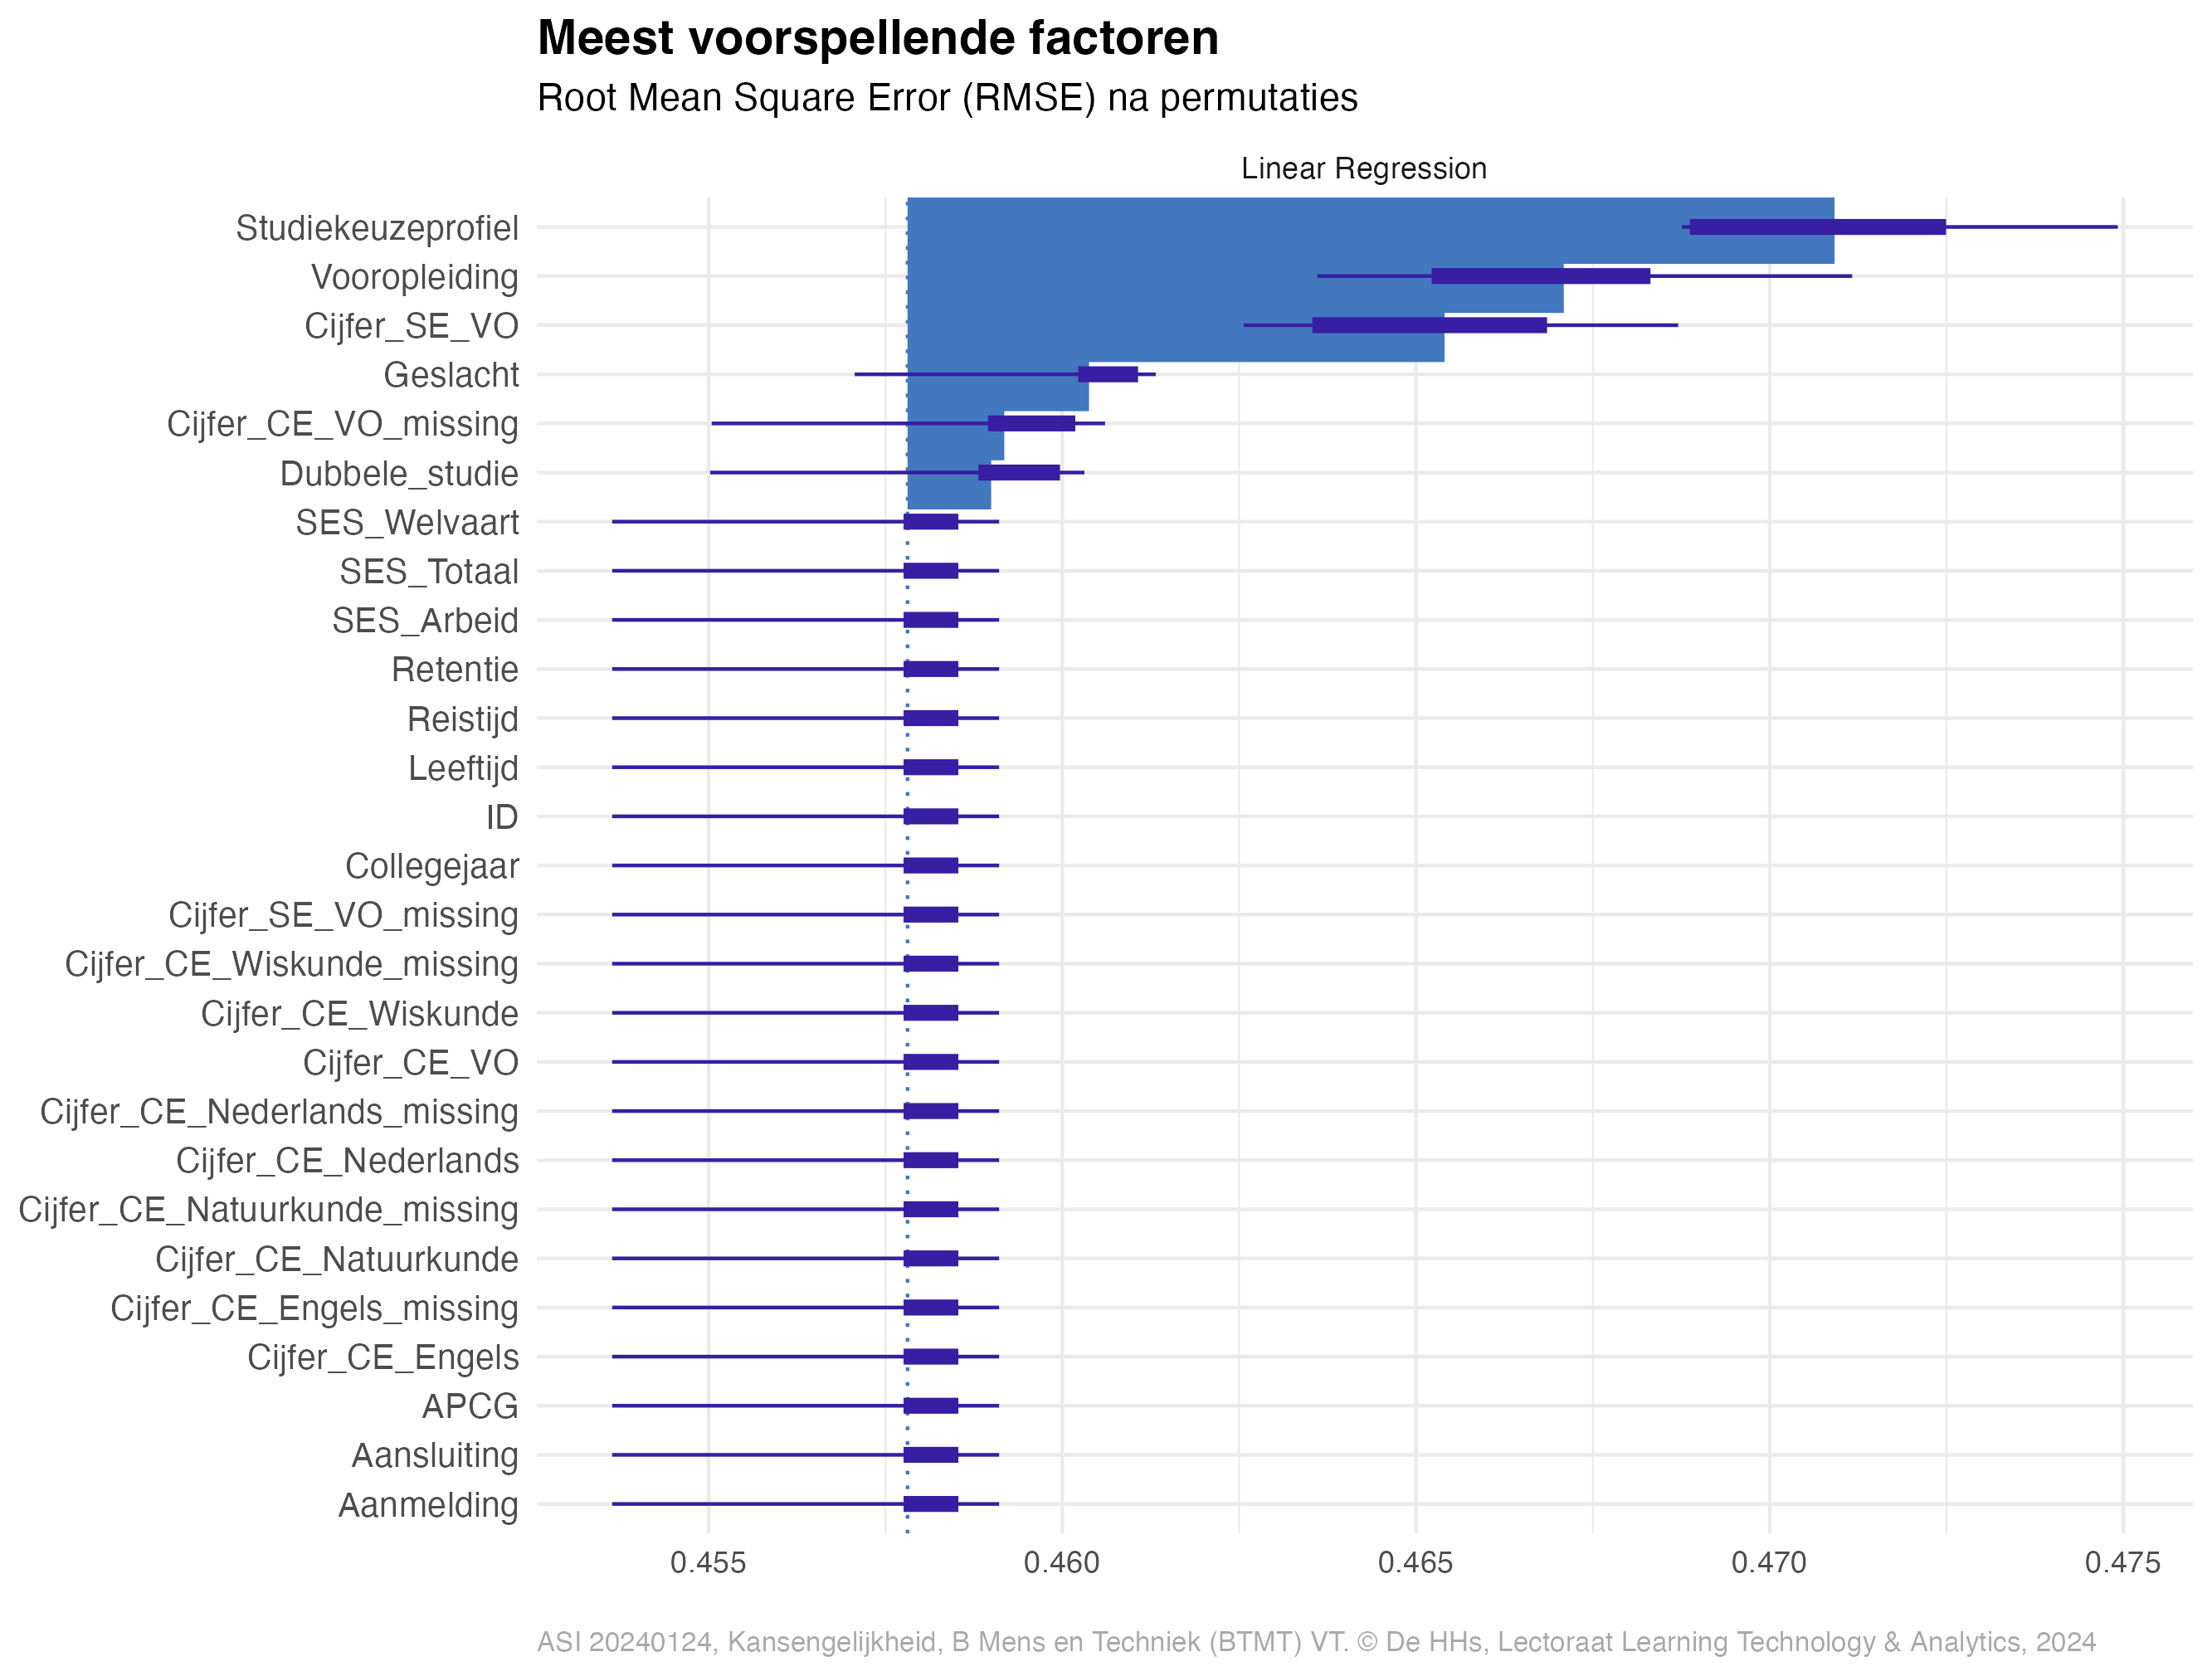 Meest voorspellende factoren
Root Mean Square Error (RMSE) na permutaties
Linear Regression
Studiekeuzeprofiel
Vooropleiding
Cijfer_SE_VO
Geslacht
Cijfer_CE_VO_missing
Dubbele_studie
SES_Welvaart
SES_Totaal
SES_Arbeid
Retentie
Reistijd
Leeftijd
ID
Collegejaar
Cijfer_SE_VO_missing
Cijfer_CE_Wiskunde_missing
Cijfer_CE_Wiskunde
Cijfer_CE_VO
Cijfer_CE_Nederlands_missing
Cijfer_CE_Nederlands
Cijfer_CE_Natuurkunde_missing
Cijfer_CE_Natuurkunde
Cijfer_CE_Engels_missing
Cijfer_CE_Engels
APCG
Aansluiting
Aanmelding
0.455 0.460 0.465 0.470 0.475
ASI 20240124, Kansengelijkheid, B Mens en Techniek (BTMT) VT. © De HHs, Lectoraat Learning Technology & Analytics, 2024